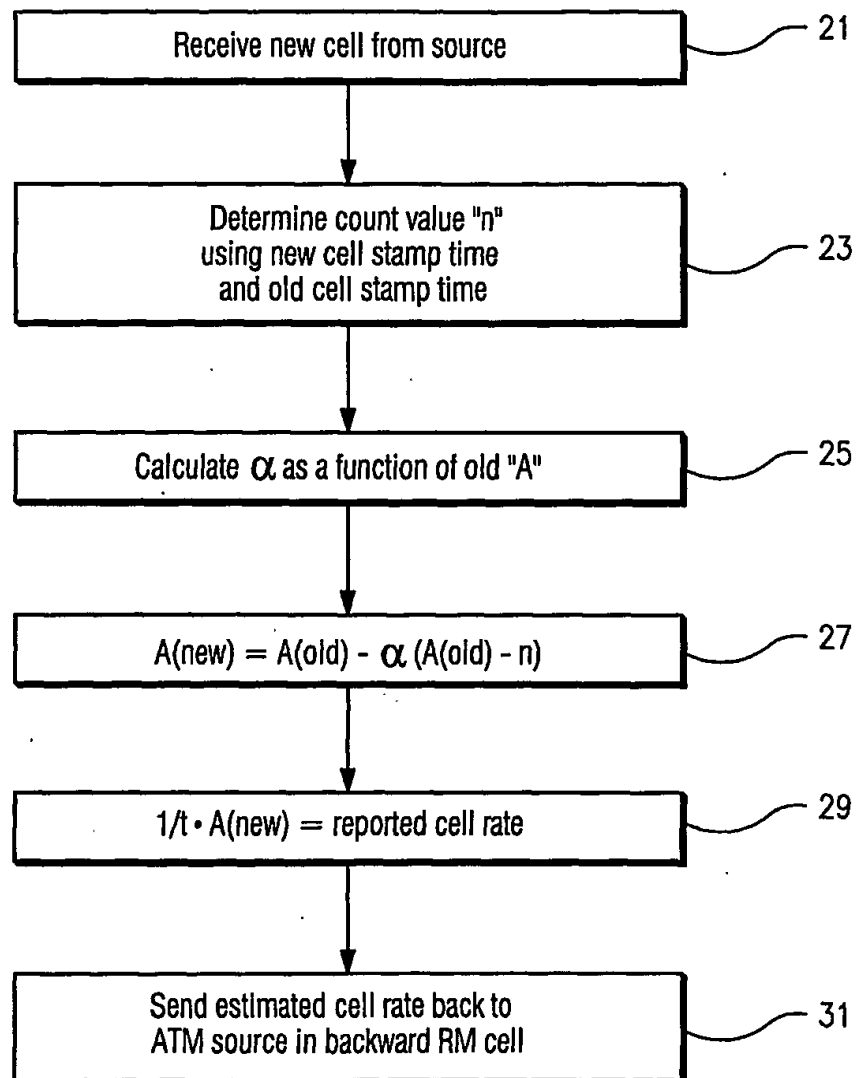 Receive new cell from source
21
Determine count value "n"
using new cell stamp time
and old cell stamp time
23
Calculate α as a function of old "A"
25
A(new) = A(old) - α (A(old) - n)
27
1/t • A(new) = reported cell rate
29
Send estimated cell rate back to
ATM source in backward RM cell
31